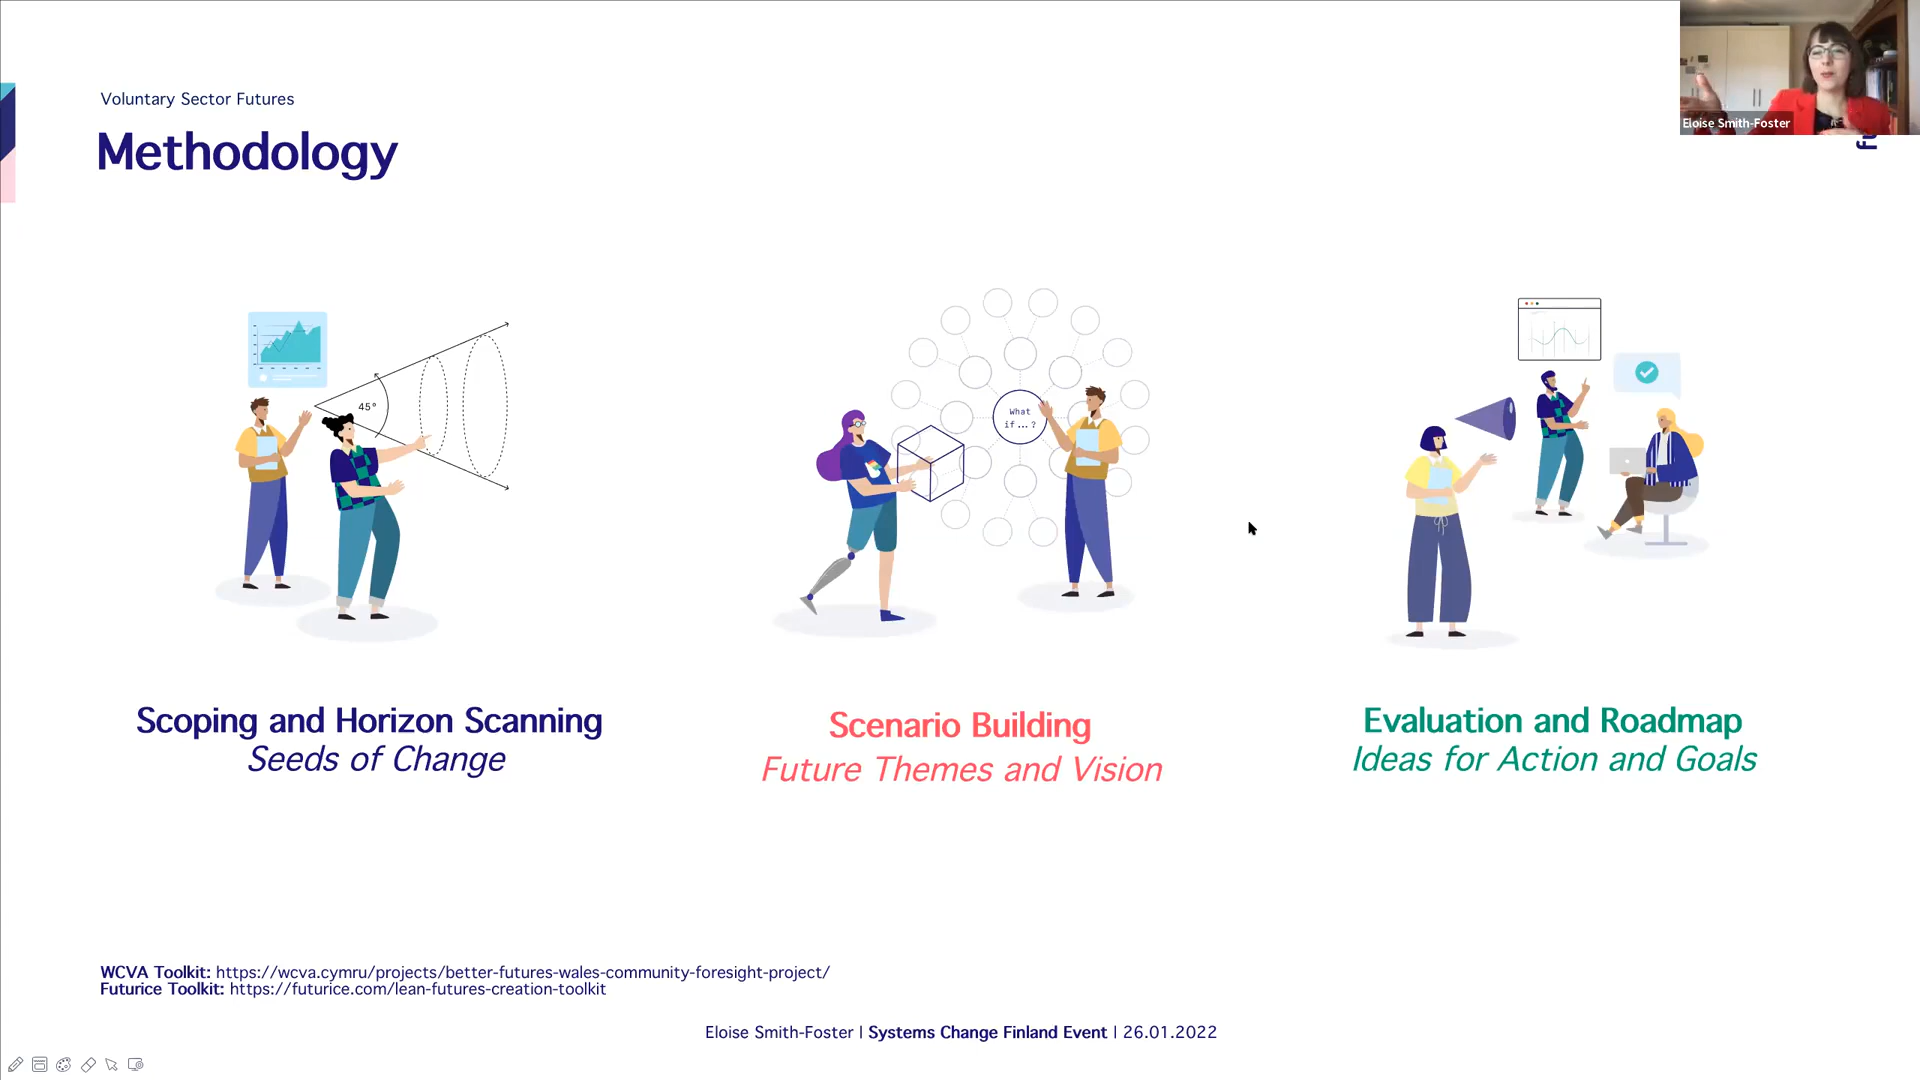 Voluntary Sector Futures
Methodology
Eloise Smith-Foster
fu
45°
What
if...?
Scoping and Horizon Scanning
Seeds of Change
Scenario Building
Future Themes and Vision
Evaluation and Roadmap
Ideas for Action and Goals
WCVA Toolkit: https://wcva.cymru/projects/better-futures-wales-community-foresight-project/
Futurice Toolkit: https://futurice.com/lean-futures-creation-toolkit
Eloise Smith-Foster | Systems Change Finland Event | 26.01.2022